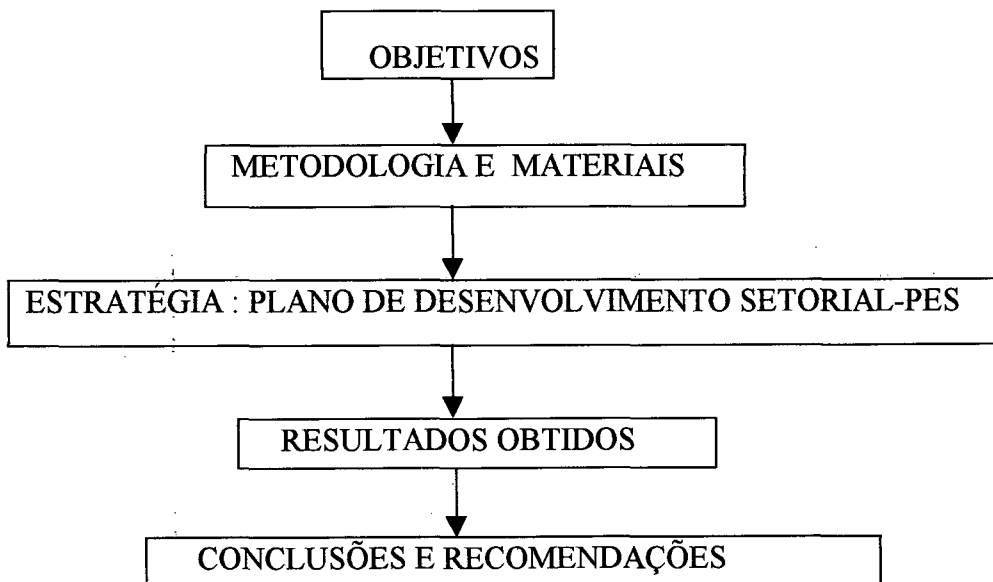 OBJETIVOS
METODOLOGIA E MATERIAIS
ESTRATÉGIA : PLANO DE DESENVOLVIMENTO SETORIAL-PES
RESULTADOS OBTIDOS
CONCLUSÕES E RECOMENDAÇÕES